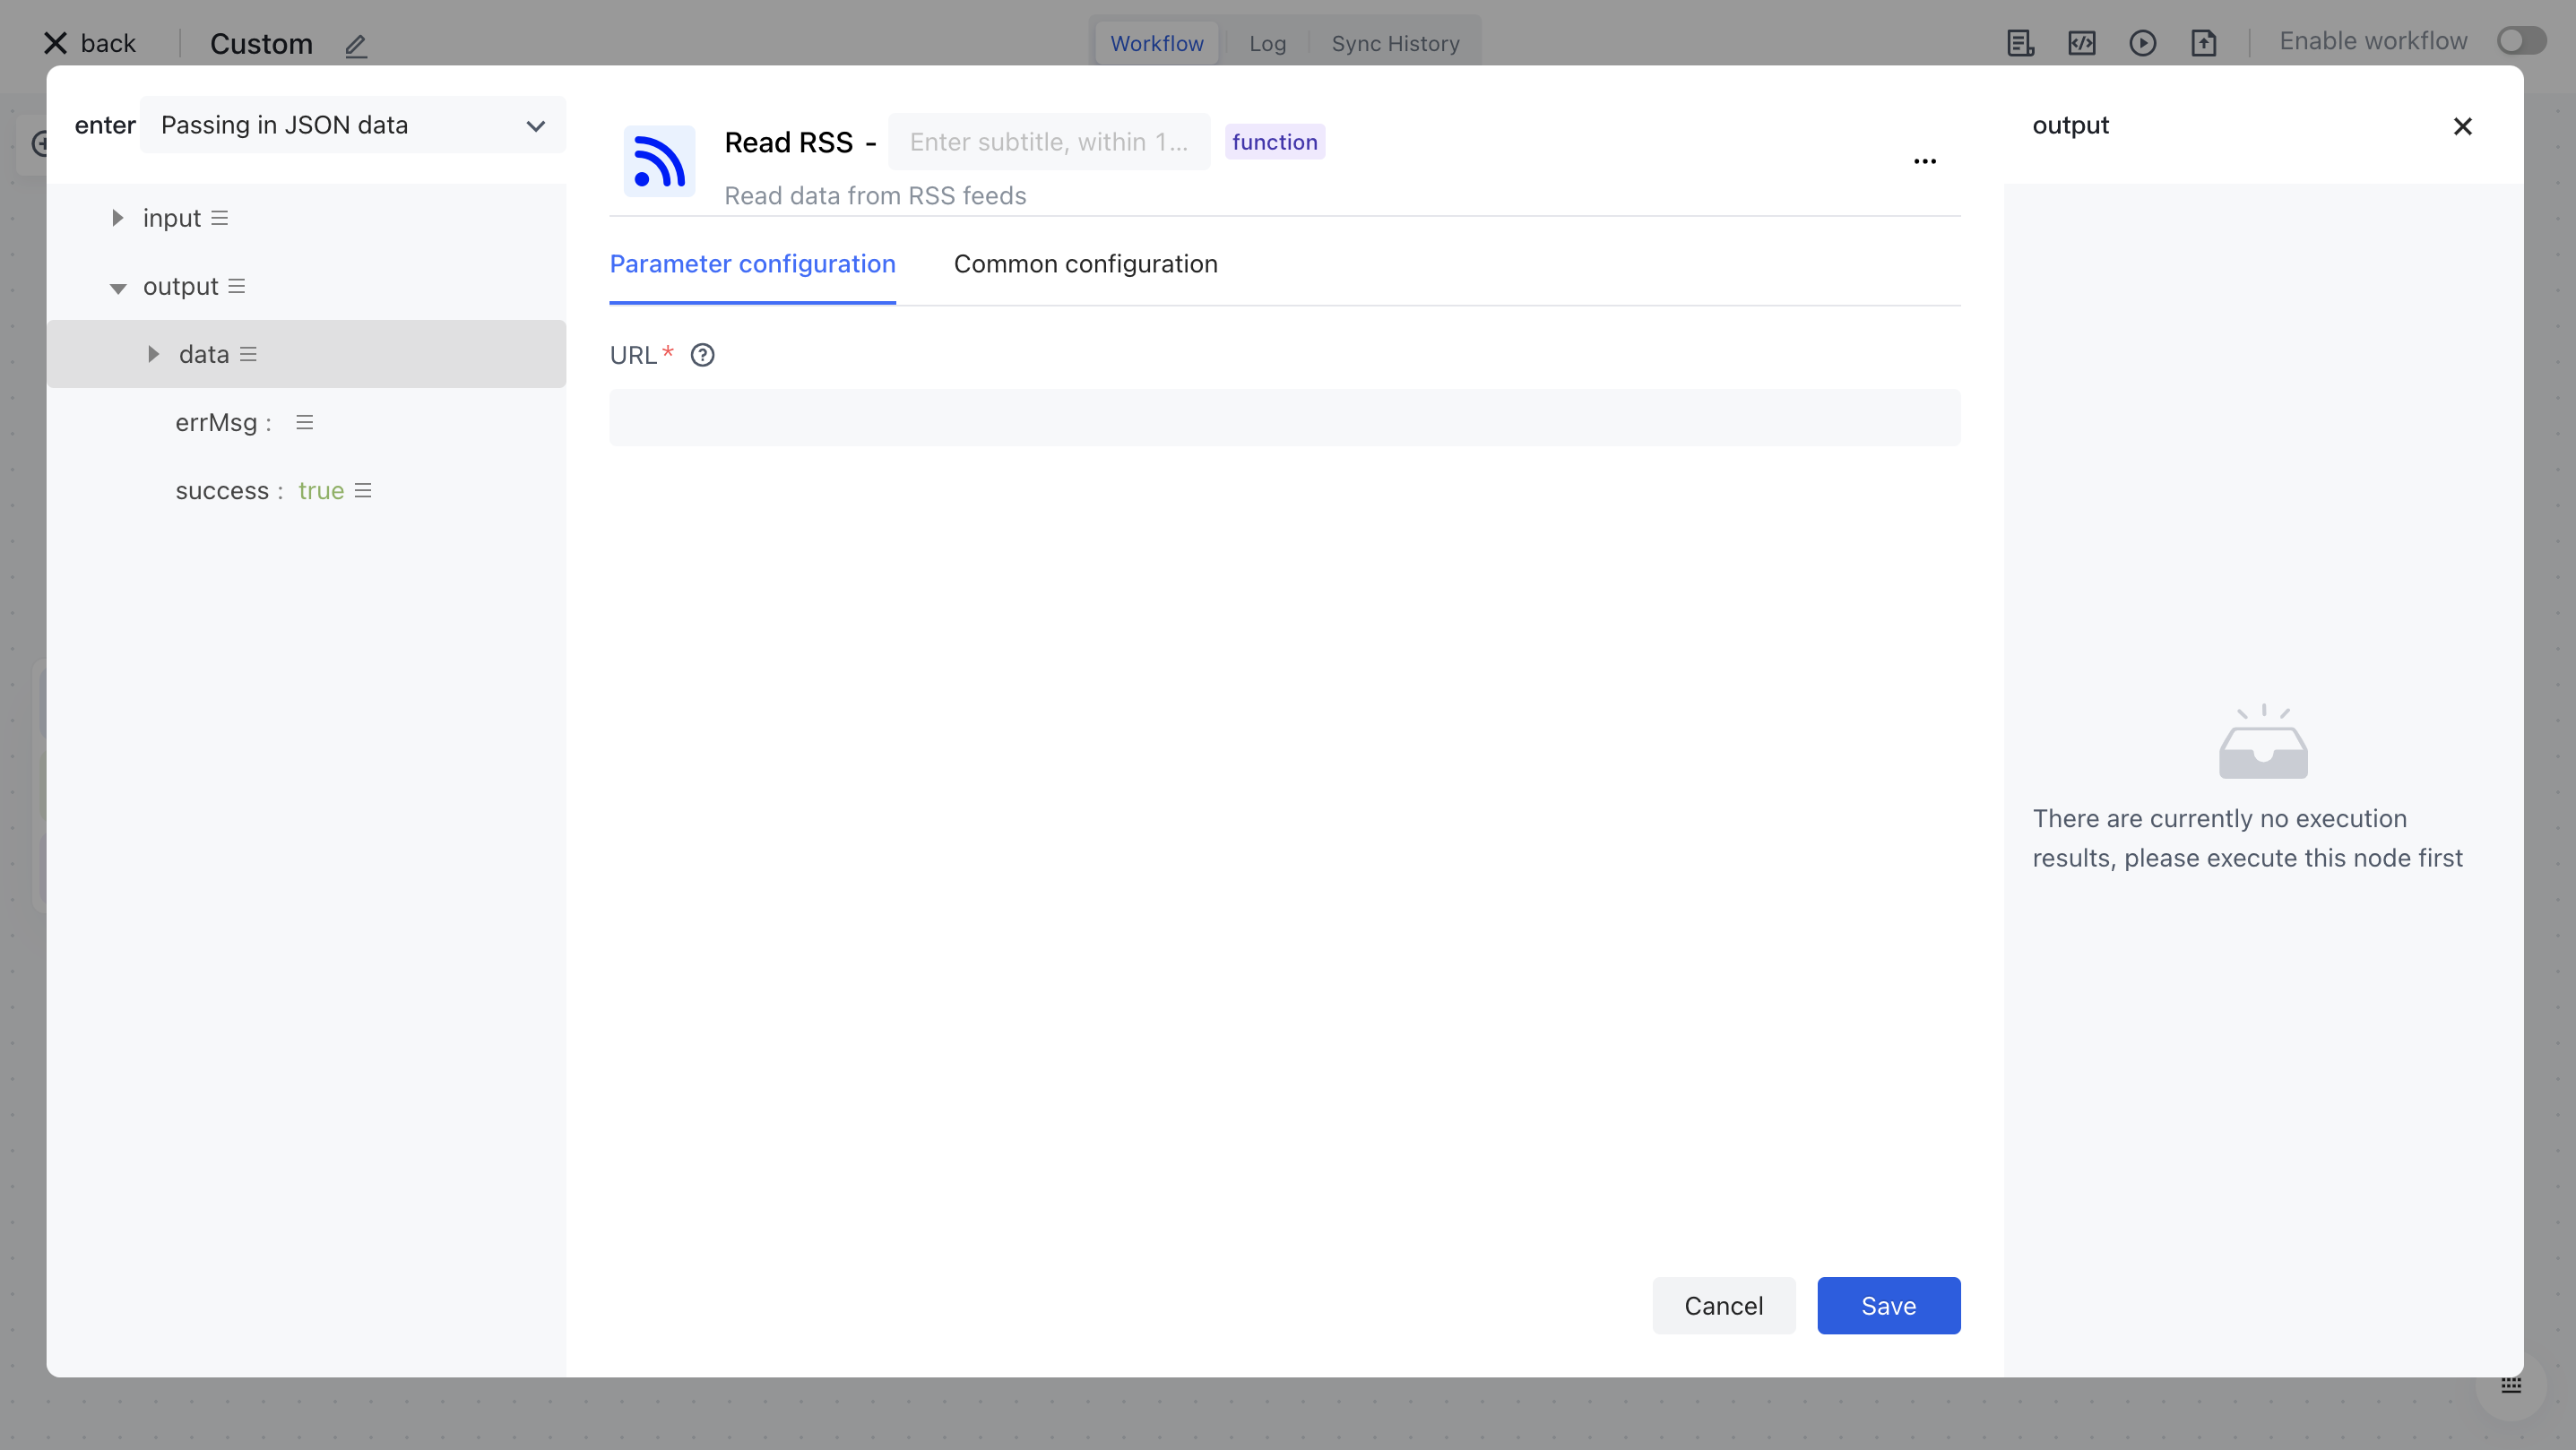 back
Custom
Workflow
Log
Sync History
Enable workflow
enter
Passing in JSON data
input
output
data
errMsg :
success : true
Read RSS -
Enter subtitle, within 1...
function
Read data from RSS feeds
Parameter configuration
Common configuration
URL*
Cancel
Save
output
There are currently no execution
results, please execute this node first